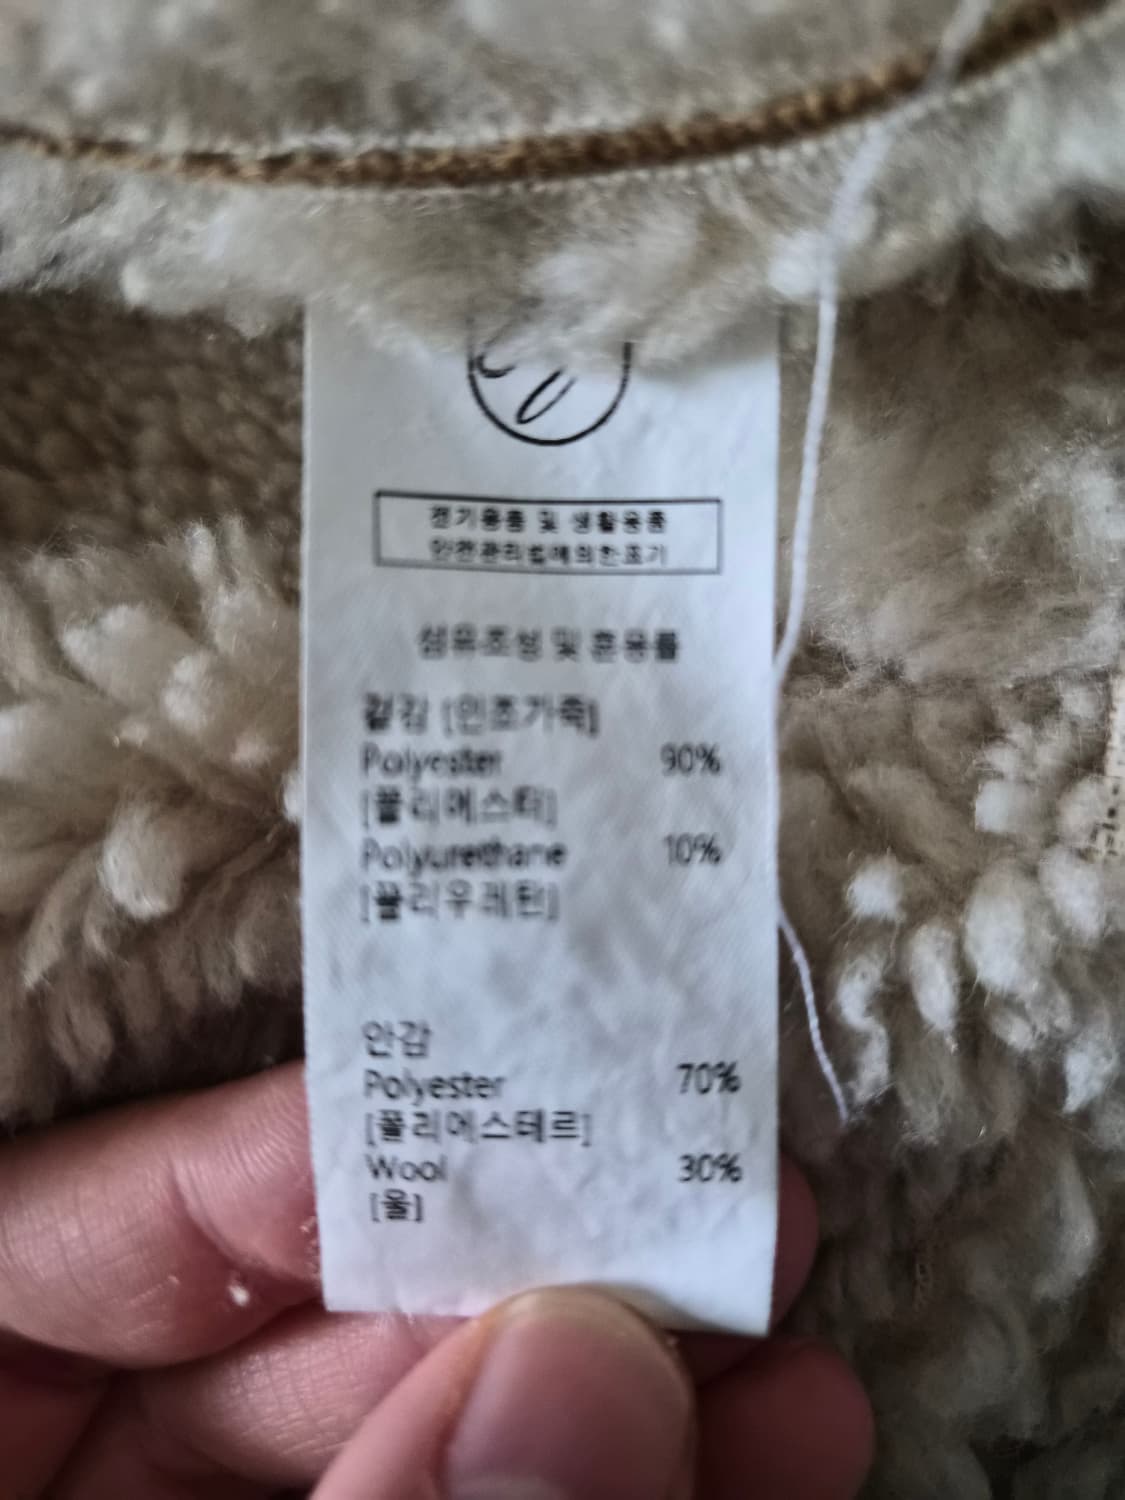 전기용품 및 생활용품
안전관리법에의한표기
섬유조성 및 혼용률
겉감 [인조가죽]
Polyester 90%
[폴리에스터]
Polyurethane 10%
[폴리우레탄]
안감
Polyester 70%
[폴리에스테르]
Wool 30%
[울]